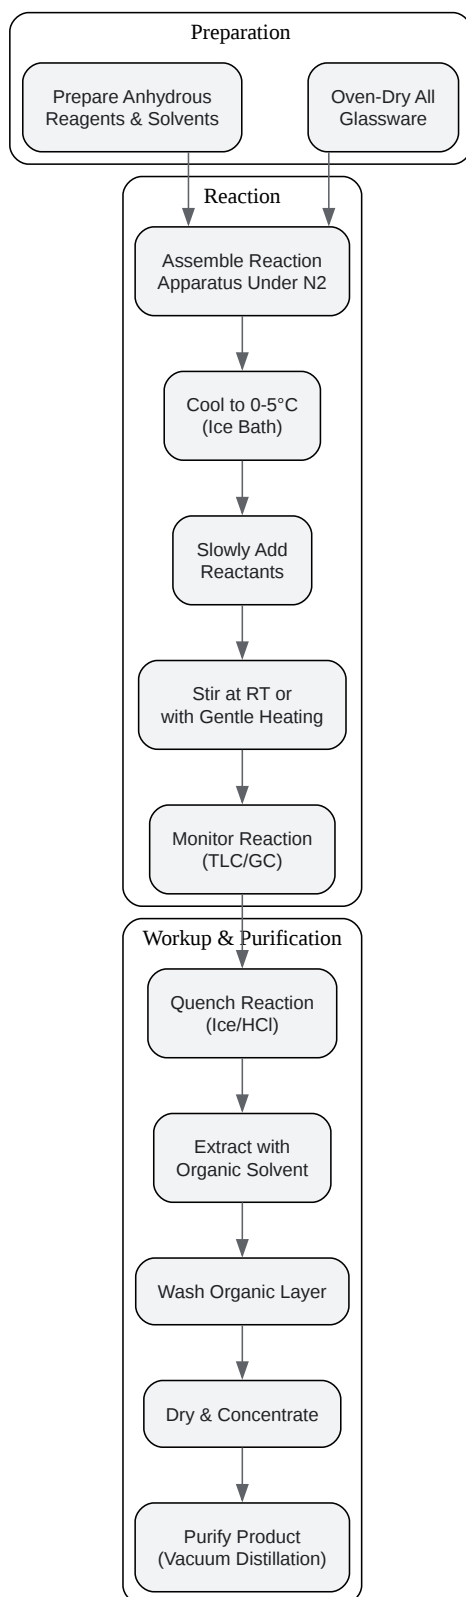 Preparation
Prepare Anhydrous
Reagents & Solvents
Oven-Dry All
Glassware
Reaction
Assemble Reaction
Apparatus Under N2
Cool to 0-5°C
(Ice Bath)
Slowly Add
Reactants
Stir at RT or
with Gentle Heating
Monitor Reaction
(TLC/GC)
Workup & Purification
Quench Reaction
(Ice/HCl)
Extract with
Organic Solvent
Wash Organic Layer
Dry & Concentrate
Purify Product
(Vacuum Distillation)